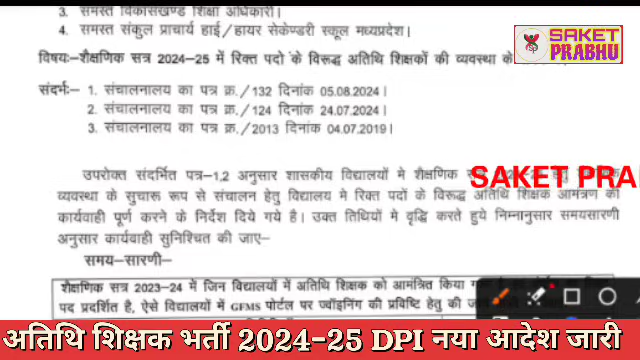 3 समस्त विकासखण्ड शिक्षा अधिकारी।
4. समस्त संकुल प्राचार्य हाई/हायर सेकेण्डरी स्कूल मध्यप्रदेश।
SAKET
PRABHU
विषयः- शैक्षणिक सत्र 2024-25 में रिक्त पदो के विरूद्ध अतिथि शिक्षकों की व्यवस्था के
संदर्भः- 1. संचालनालय का पत्र क्र./132 दिनांक 05.08.2024।
2. संचालनालय का पत्र क्र./124 दिनांक 24.07.2024।
3. संचालनालय का पत्र क्र./2013 दिनांक 04.07.2019।
उपरोक्त संदर्भित पत्र-1,2 अनुसार शासकीय विद्यालयों मे शैक्षणिक
SAKET PRA
व्यवस्था के सुचारू रूप से संचालन हेतु विद्यालय मे रिक्त पदों के विरूद्ध अतिथि शिक्षक आमंत्रण की
कार्यवाही पूर्ण करने के निर्देश दिये गये है। उक्त तिथियों मे वृद्धि करते हुये निम्नानुसार समयसारणी
अनुसार कार्यवाही सुनिश्चित की जाए-
समय-सारणी-
शैक्षणिक सत्र 2023-24 में जिन विद्यालयों में अतिथि शिक्षक को आमंत्रित किया
पद प्रदर्शित है, ऐसे विद्यालयों में GFMS पोर्टल पर ज्वॉइनिंग की प्रविष्टि हेतु की
अतिथि शिक्षक भर्ती 2024-25 DPI नया आदेश जारी